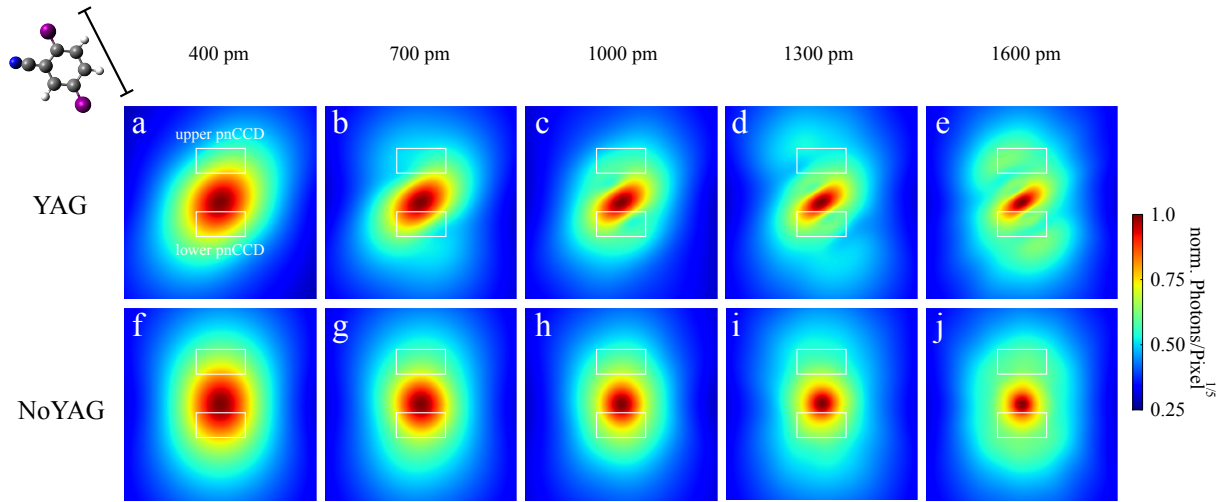 400 pm 700 pm 1000 pm 1300 pm 1600 pm
a b c d e
upper pnCCD
YAG
lower pnCCD
f g h i j
NoYAG
1.0
0.75
0.50
0.25
norm. Photons/Pixel^1/5